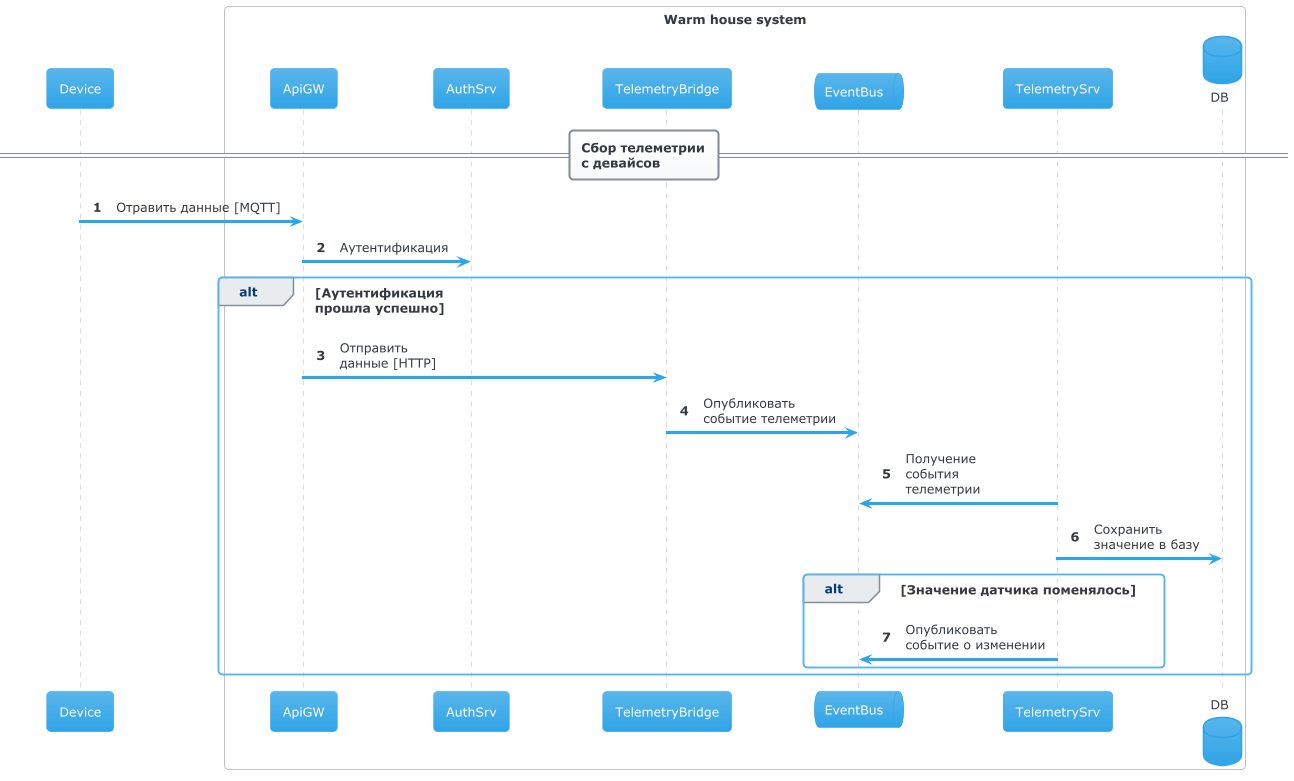 Warm house system
Device
ApiGW
AuthSrv
TelemetryBridge
EventBus
TelemetrySrv
DB
Сбор телеметрии
с девайсов
1 Отравить данные [MQTT]
2 Аутентификация
alt
[Аутентификация
прошла успешно]
3 Отправить
данные [HTTP]
4 Опубликовать
событие телеметрии
5 Получение
события
телеметрии
6 Сохранить
значение в базу
alt [Значение датчика поменялось]
7 Опубликовать
событие о изменении
Device
ApiGW
AuthSrv
TelemetryBridge
EventBus
TelemetrySrv
DB